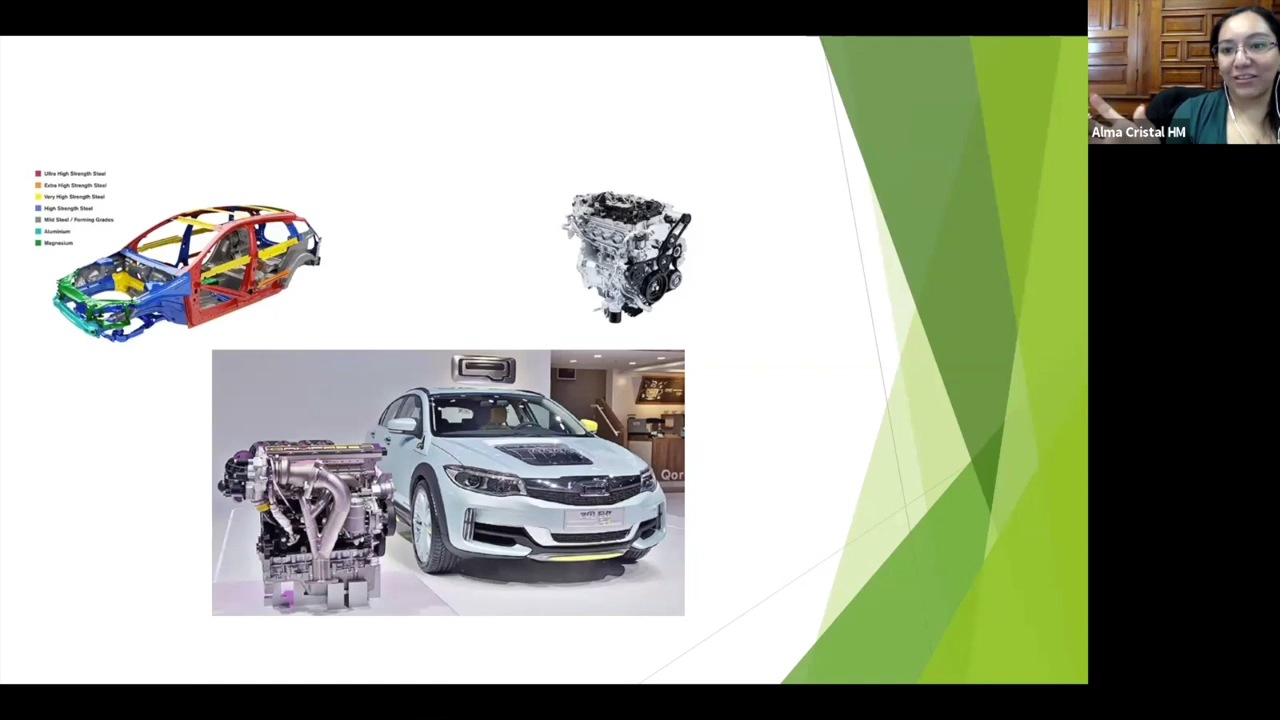 Ultra High Strength Steel
Extra High Strength Steel
Very High Strength Steel
High Strength Steel
Mild Steel / Forming Grades
Aluminium
Magnesium
Qor
Alma Cristal HM